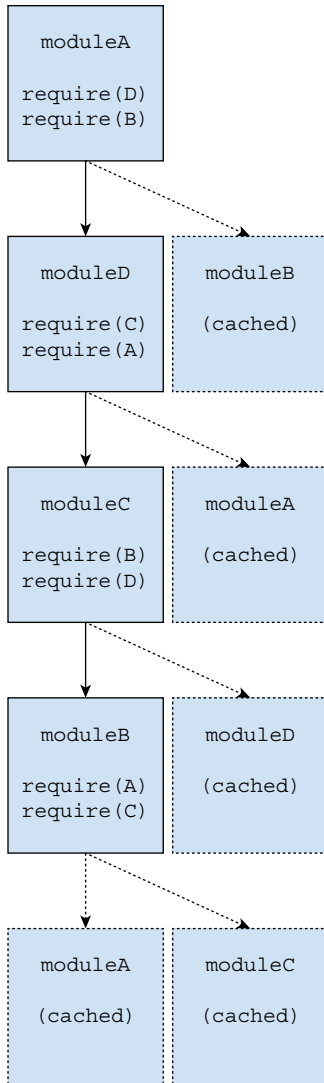 moduleA
require(D)
require(B)
moduleD
require(C)
require(A)
moduleB
(cached)
moduleC
require(B)
require(D)
moduleA
(cached)
moduleB
require(A)
require(C)
moduleD
(cached)
moduleA
(cached)
moduleC
(cached)